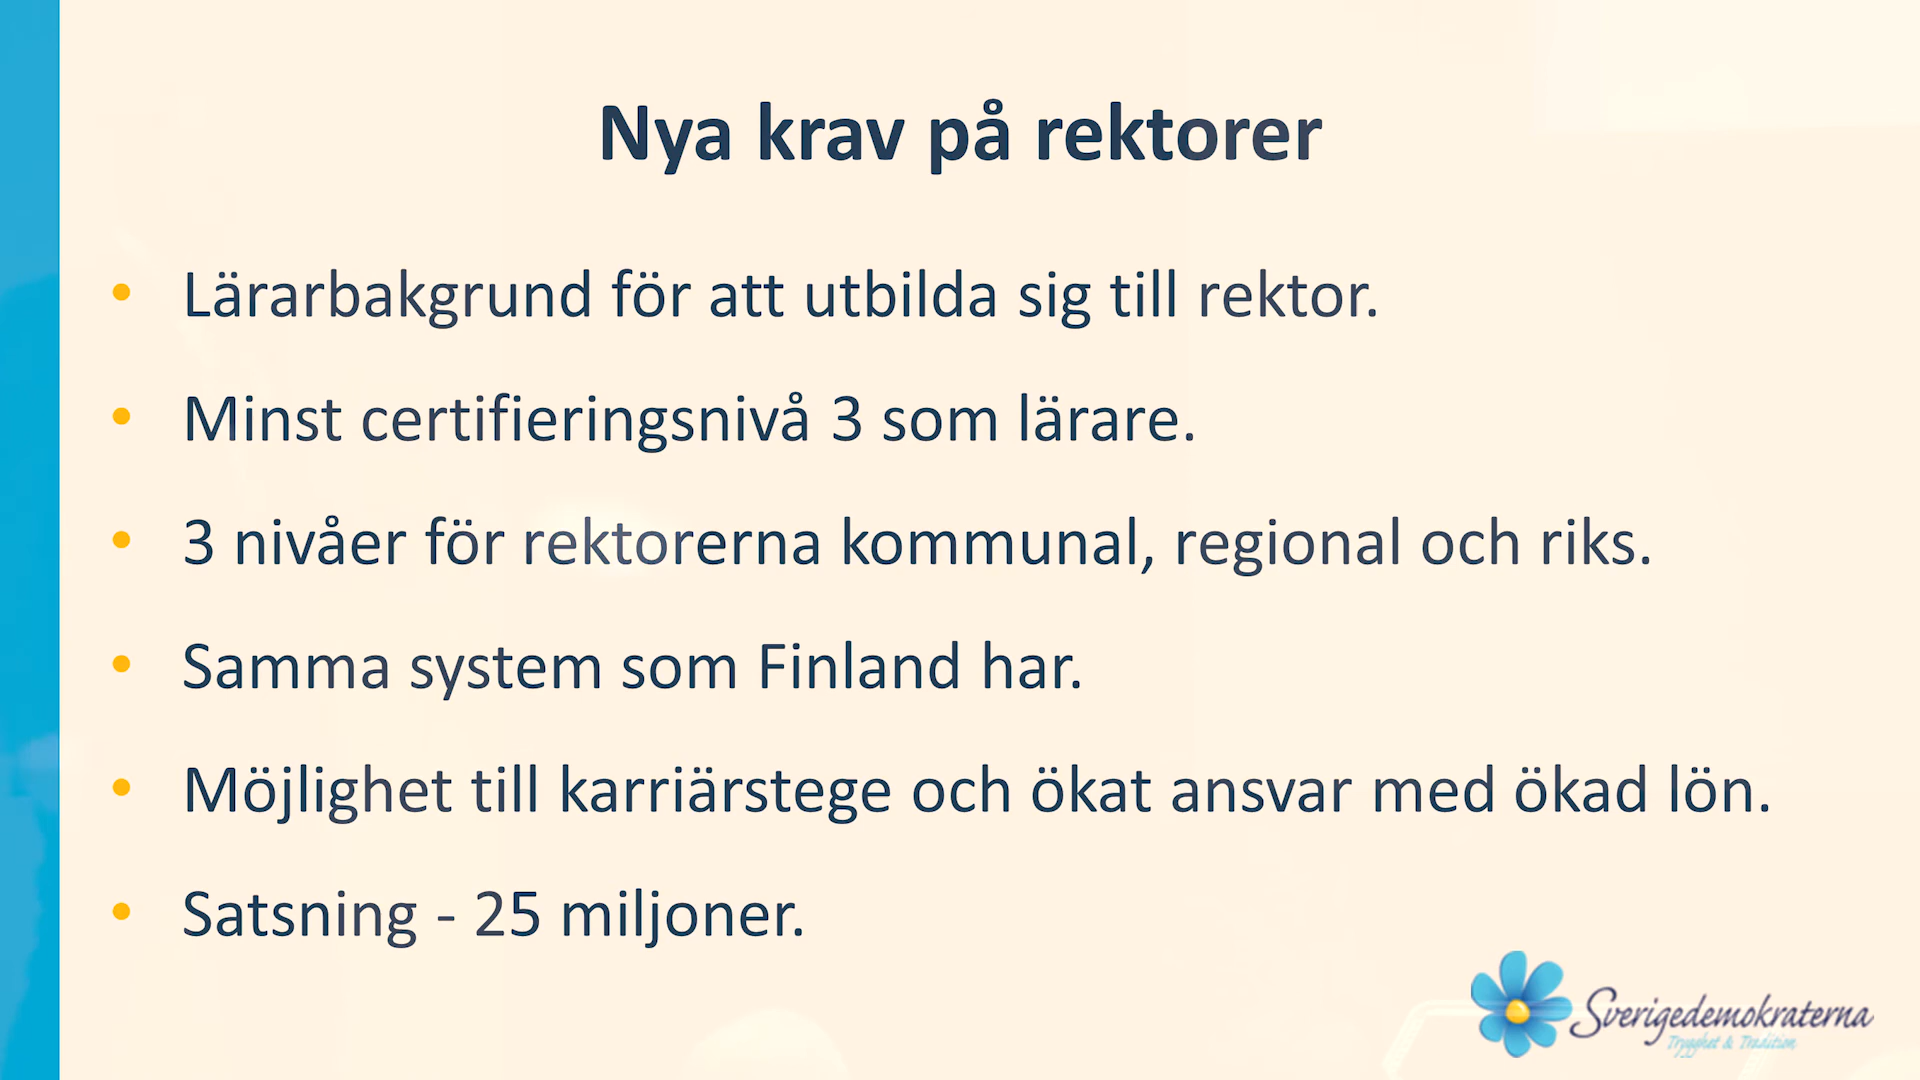 Nya krav på rektorer
• Lärarbakgrund för att utbilda sig till rektor.
• Minst certifieringsnivå 3 som lärare.
• 3 nivåer för rektorerna kommunal, regional och riks.
• Samma system som Finland har.
• Möjlighet till karriärstege och ökat ansvar med ökad lön.
• Satsning - 25 miljoner.
Sverigedemokraterna
Trygghet & Tradition